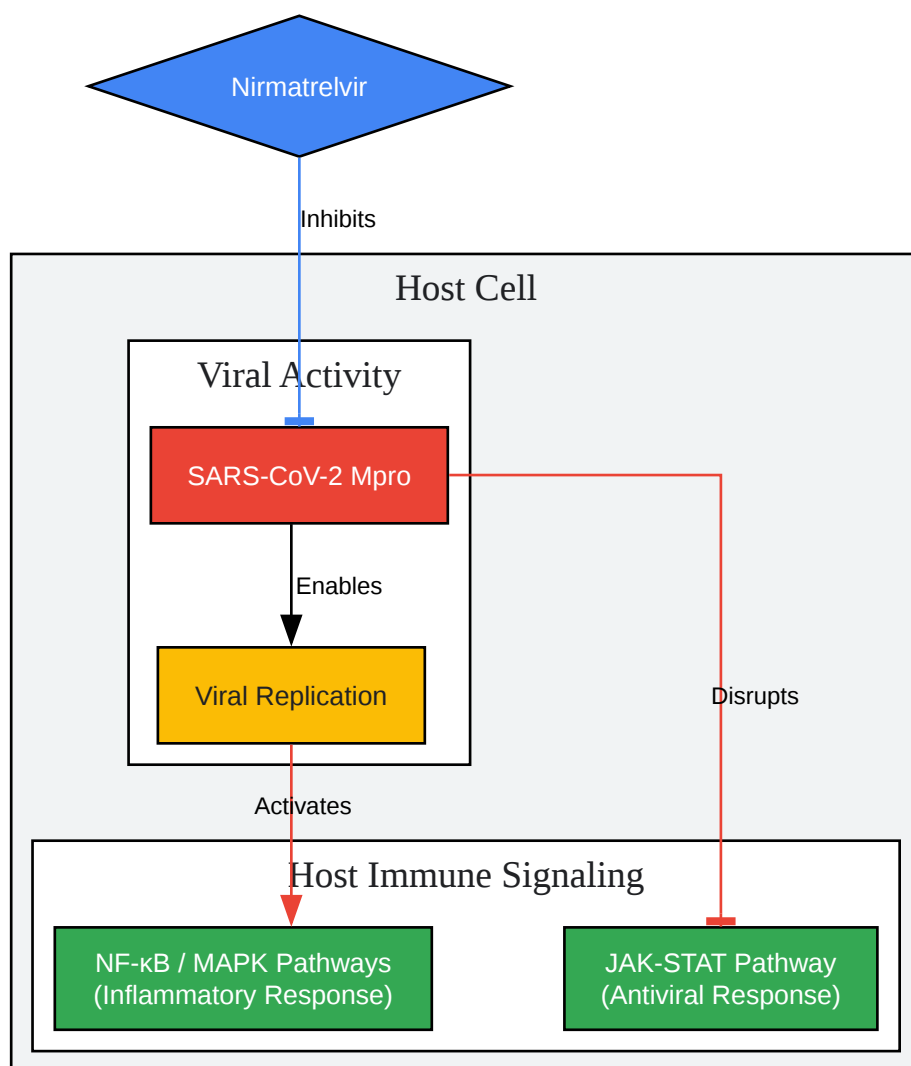 Nirmatrelvir
Inhibits
Host Cell
Viral Activity
SARS-CoV-2 Mpro
Enables
Viral Replication
Disrupts
Activates
Host Immune Signaling
NF-κB / MAPK Pathways
(Inflammatory Response)
JAK-STAT Pathway
(Antiviral Response)